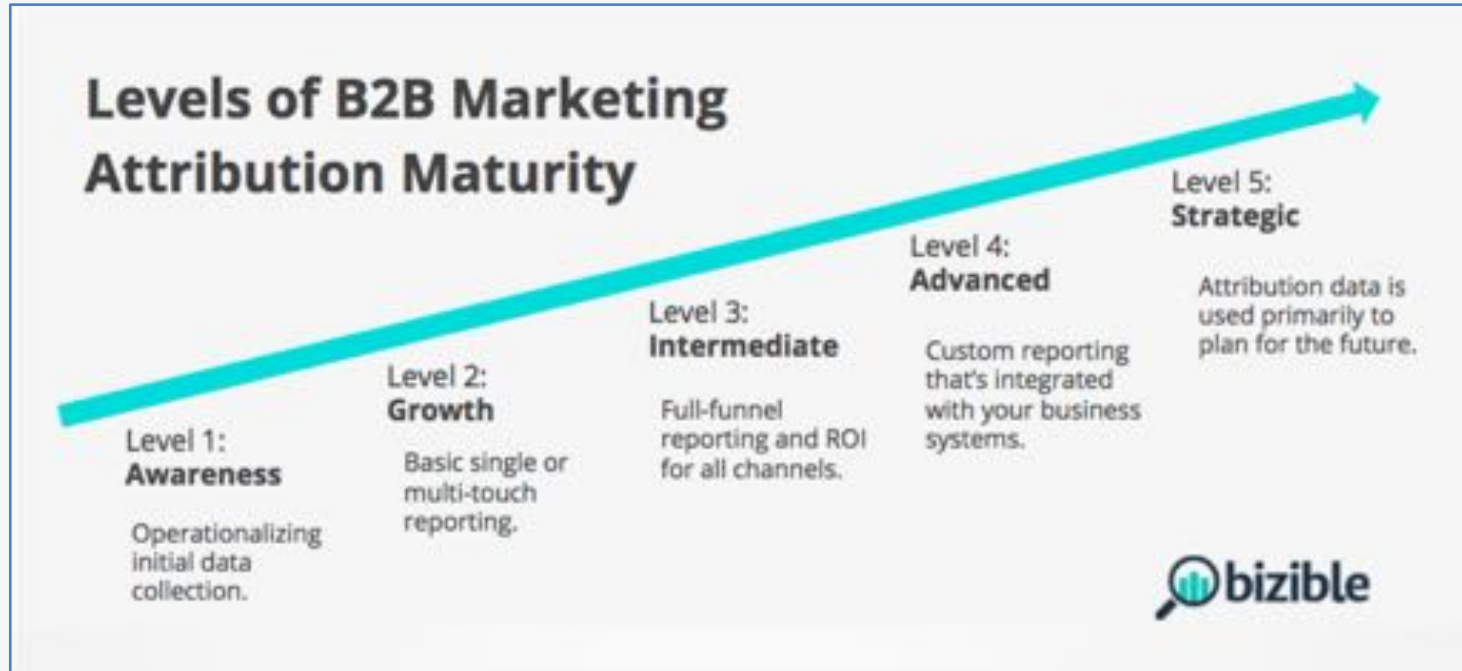 Levels of B2B Marketing
Attribution Maturity
Level 1:
Awareness
Operationalizing
initial data
collection.
Level 2:
Growth
Basic single or
multi-touch
reporting.
Level 3:
Intermediate
Full-funnel
reporting and ROI
for all channels.
Level 4:
Advanced
Custom reporting
that's integrated
with your business
systems.
Level 5:
Strategic
Attribution data is
used primarily to
plan for the future.
bizible